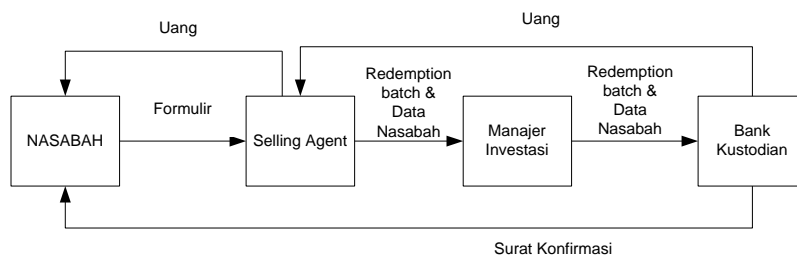 Uang
Uang
Redemption
batch &
Data
Nasabah
Redemption
batch &
Data
Nasabah
Formulir
NASABAH
Selling Agent
Manajer
Investasi
Bank
Kustodian
Surat Konfirmasi